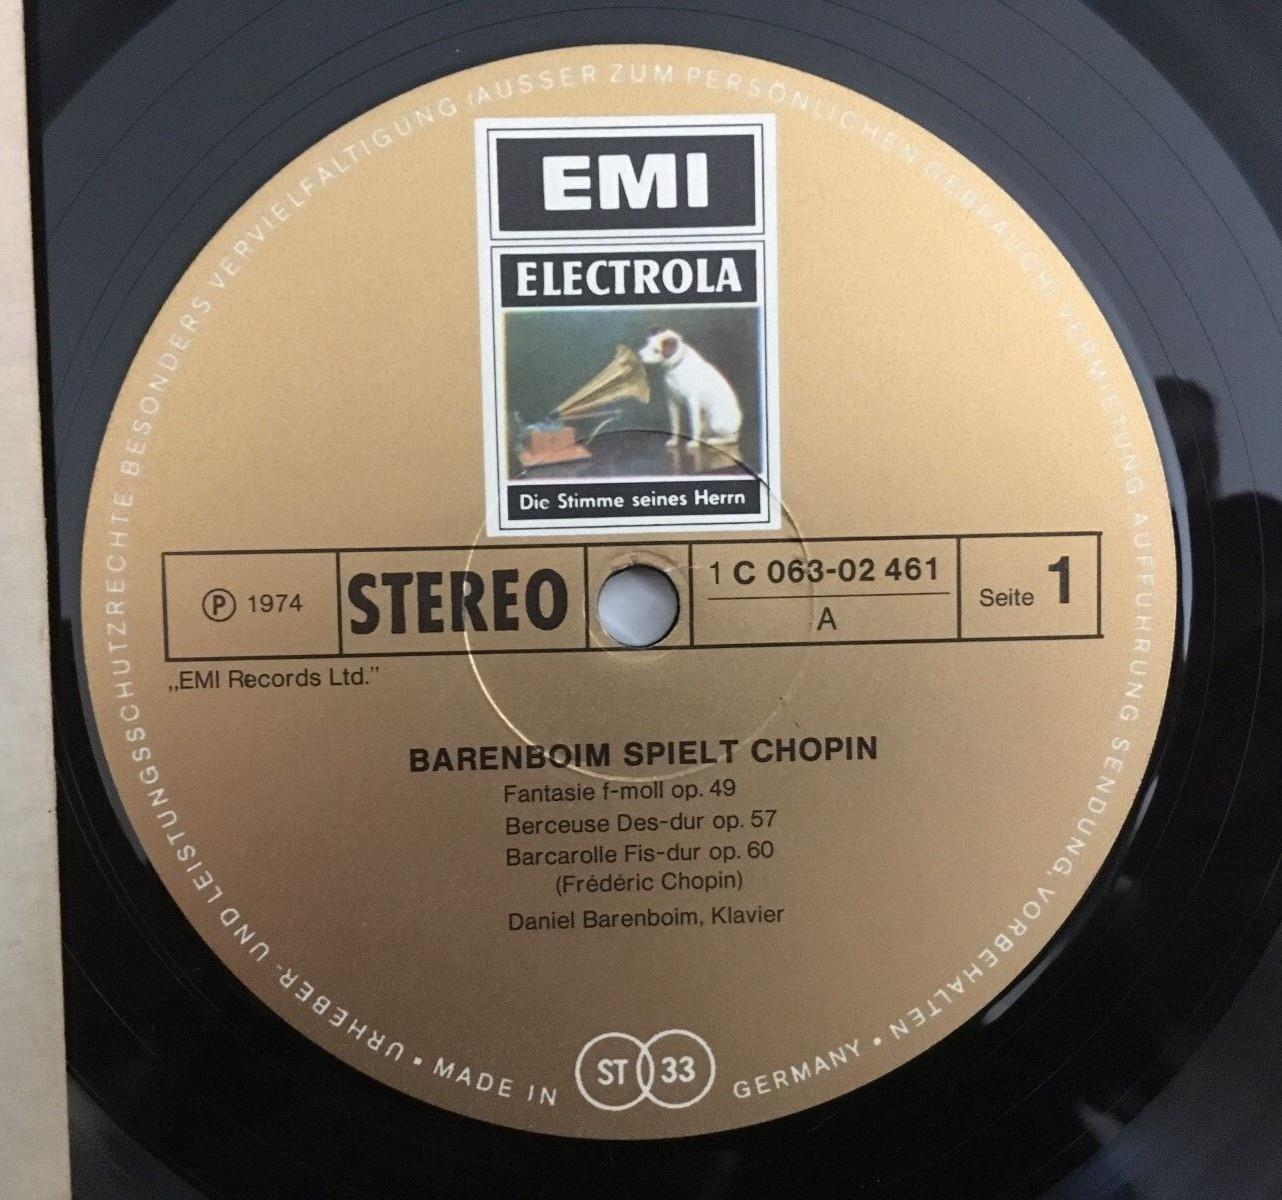 EMI
ELECTROLA
Die Stimme seines Herrn
Ⓟ 1974
STEREO
1 C 063-02 461
A
Seite 1
„EMI Records Ltd.”
BARENBOIM SPIELT CHOPIN
Fantasie f-moll op. 49
Berceuse Des-dur op. 57
Barcarolle Fis-dur op. 60
(Frédéric Chopin)
Daniel Barenboim, Klavier
ST 33
MADE IN GERMANY • URHEBER- UND LEISTUNGSSCHUTZRECHTE BESONDERS VERVIELFÄLTIGUNG (AUSSER ZUM PERSÖNLICHEN GEBRAUCH) VERMIETUNG AUFFÜHRUNG SENDUNG, VORBEHALTEN •